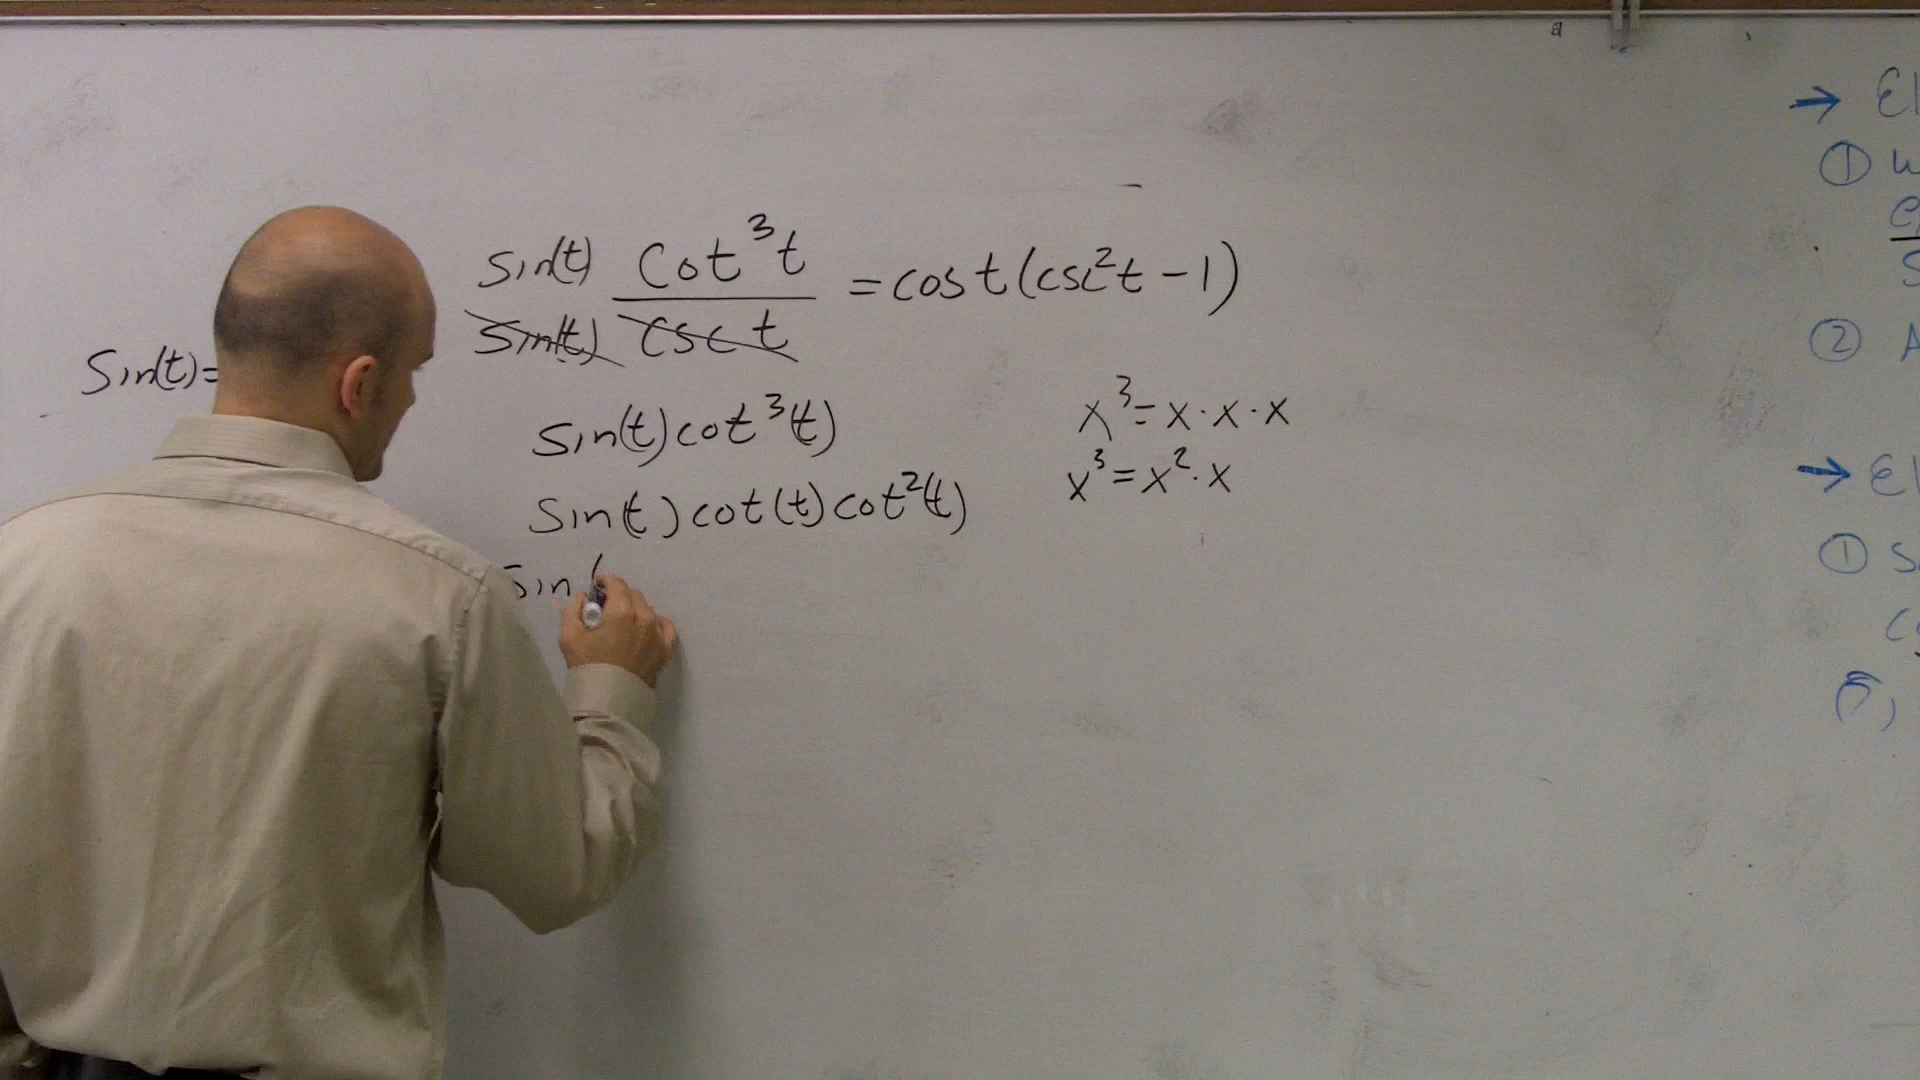 sin(t) cot³t = cos t(csc²t - 1)
sin(t) csc t
Sin(t)=
sin(t)cot³(t)
x³ = x · x · x
sin(t)cot(t)cot²(t)
x³ = x² · x
sin(
→
①
②
→
①